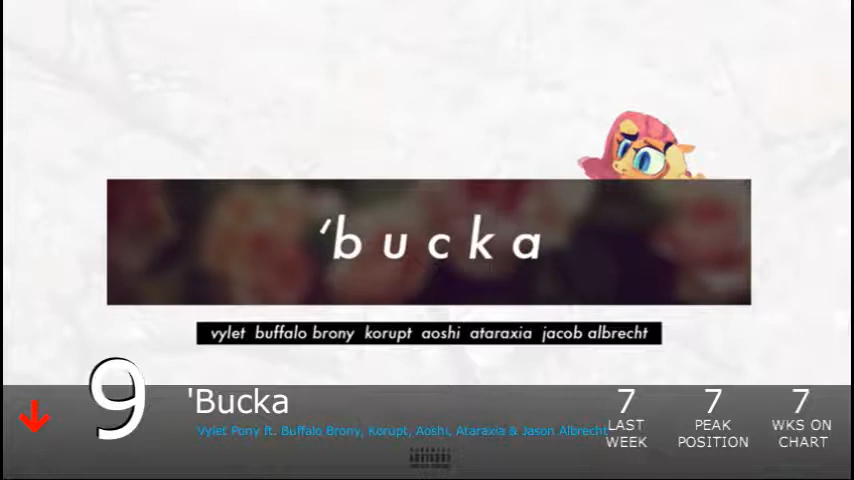 'bucka
vylet buffalo brony korupt aoshi ataraxia jacob albrecht
9
'Bucka
Vylet Pony ft. Buffalo Brony, Korupt, Aoshi, Ataraxia & Jason Albrecht
7
LAST
WEEK
7
PEAK
POSITION
7
WKS ON
CHART